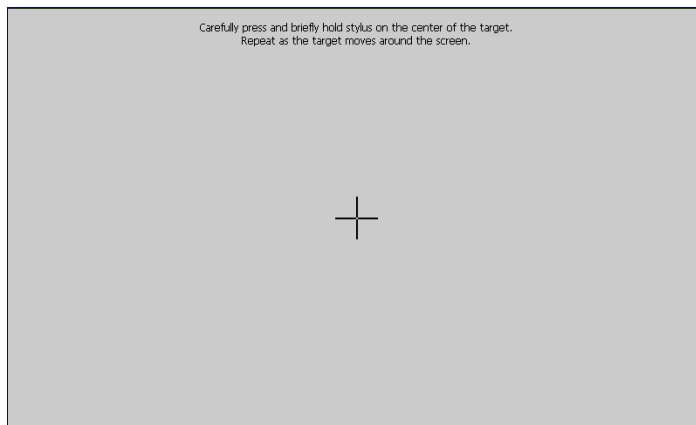 Carefully press and briefly hold stylus on the center of the target.
Repeat as the target moves around the screen.